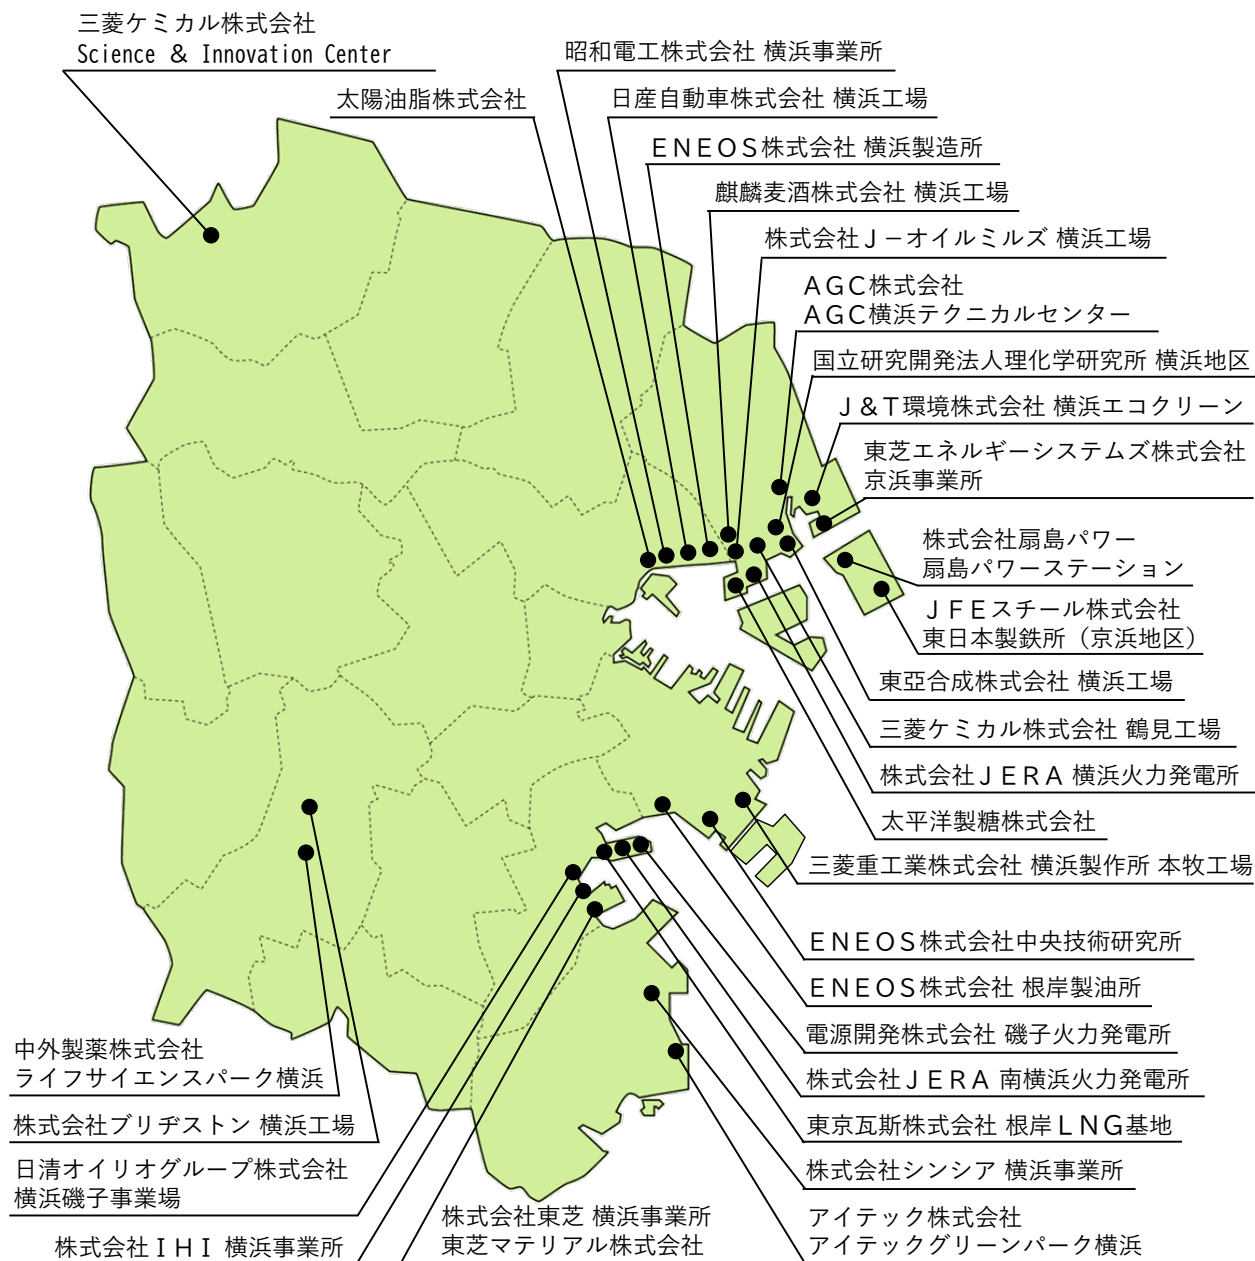 三菱ケミカル株式会社
Science & Innovation Center
昭和電工株式会社 横浜事業所
太陽油脂株式会社
日産自動車株式会社 横浜工場
ＥＮＥＯＳ株式会社 横浜製造所
麒麟麦酒株式会社 横浜工場
株式会社Ｊ－オイルミルズ 横浜工場
ＡＧＣ株式会社
ＡＧＣ横浜テクニカルセンター
国立研究開発法人理化学研究所 横浜地区
Ｊ＆Ｔ環境株式会社 横浜エコクリーン
東芝エネルギーシステムズ株式会社
京浜事業所
株式会社扇島パワー
扇島パワーステーション
ＪＦＥスチール株式会社
東日本製鉄所（京浜地区）
東亞合成株式会社 横浜工場
三菱ケミカル株式会社 鶴見工場
株式会社ＪＥＲＡ 横浜火力発電所
太平洋製糖株式会社
三菱重工業株式会社 横浜製作所 本牧工場
ＥＮＥＯＳ株式会社中央技術研究所
ＥＮＥＯＳ株式会社 根岸製油所
電源開発株式会社 磯子火力発電所
株式会社ＪＥＲＡ 南横浜火力発電所
東京瓦斯株式会社 根岸ＬＮＧ基地
株式会社シンシア 横浜事業所
アイテック株式会社
アイテックグリーンパーク横浜
中外製薬株式会社
ライフサイエンスパーク横浜
株式会社ブリヂストン 横浜工場
日清オイリオグループ株式会社
横浜磯子事業場
株式会社ＩＨＩ 横浜事業所
株式会社東芝 横浜事業所
東芝マテリアル株式会社